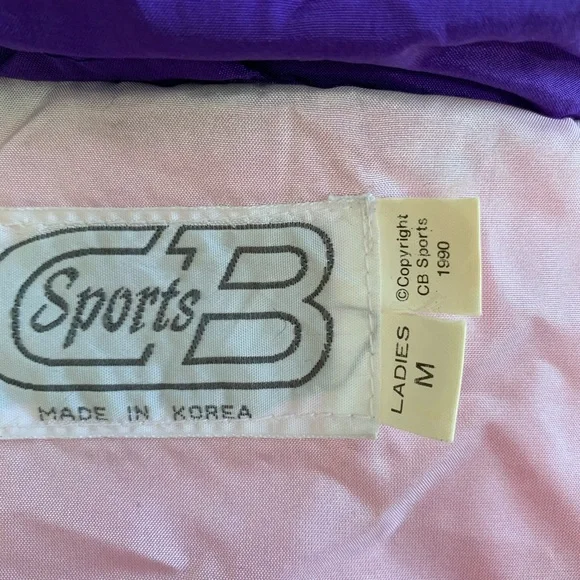 CB
Sports
MADE IN KOREA
©Copyright
CB Sports
1990
LADIES
M